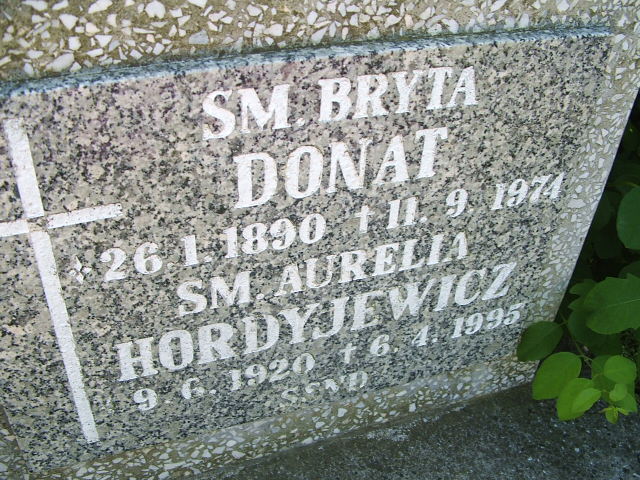 SM. BRYTA
DONAT
* 26.1.1890 † 11.9.1974
SM. AURELIA
HORDYJEWICZ
9.6.1920 † 6.4.1995
SSND